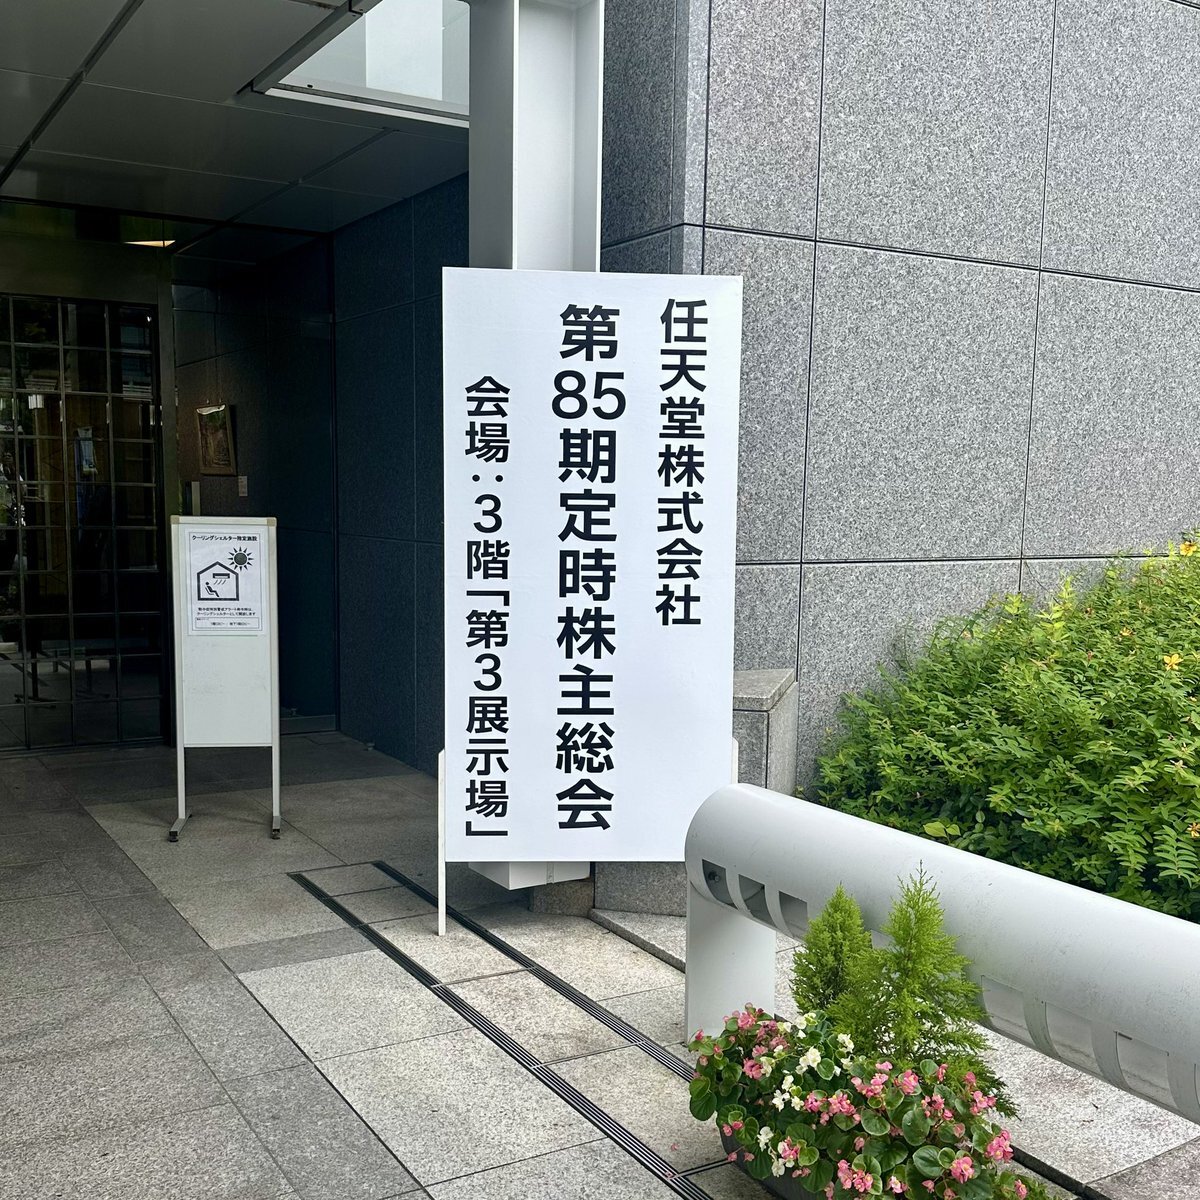 任天堂株式会社
第85期定時株主総会
会場:3階「第3展示場」
クーリングシェルター指定施設